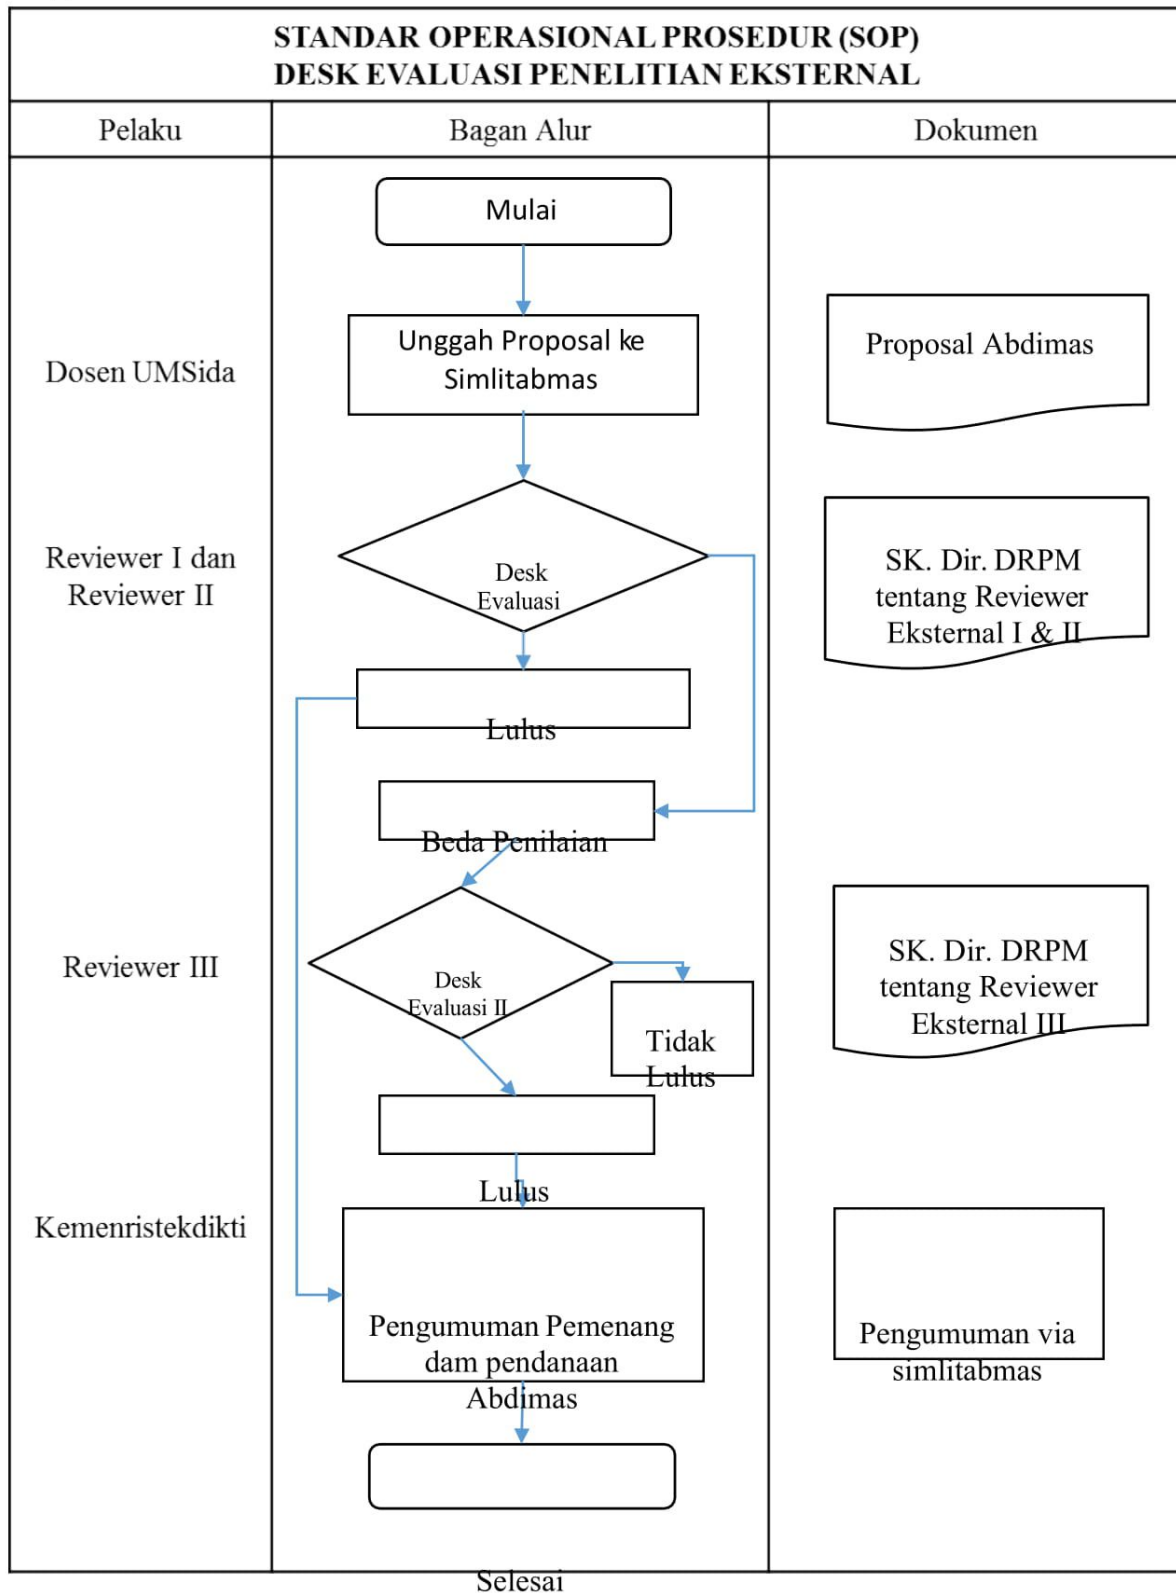 STANDAR OPERASIONAL PROSEDUR (SOP)
DESK EVALUASI PENELITIAN EKSTERNAL
Pelaku
Bagan Alur
Dokumen
Mulai
Dosen UMSida
Unggah Proposal ke
Simlitabmas
Proposal Abdimas
Reviewer I dan
Reviewer II
Desk
Evaluasi
SK. Dir. DRPM
tentang Reviewer
Eksternal I & II
Lulus
Beda Penilaian
Reviewer III
Desk
Evaluasi II
Tidak
Lulus
SK. Dir. DRPM
tentang Reviewer
Eksternal III
Lulus
Kemenristekdikti
Pengumuman Pemenang
dam pendanaan
Abdimas
Pengumuman via
simlitabmas
Selesai